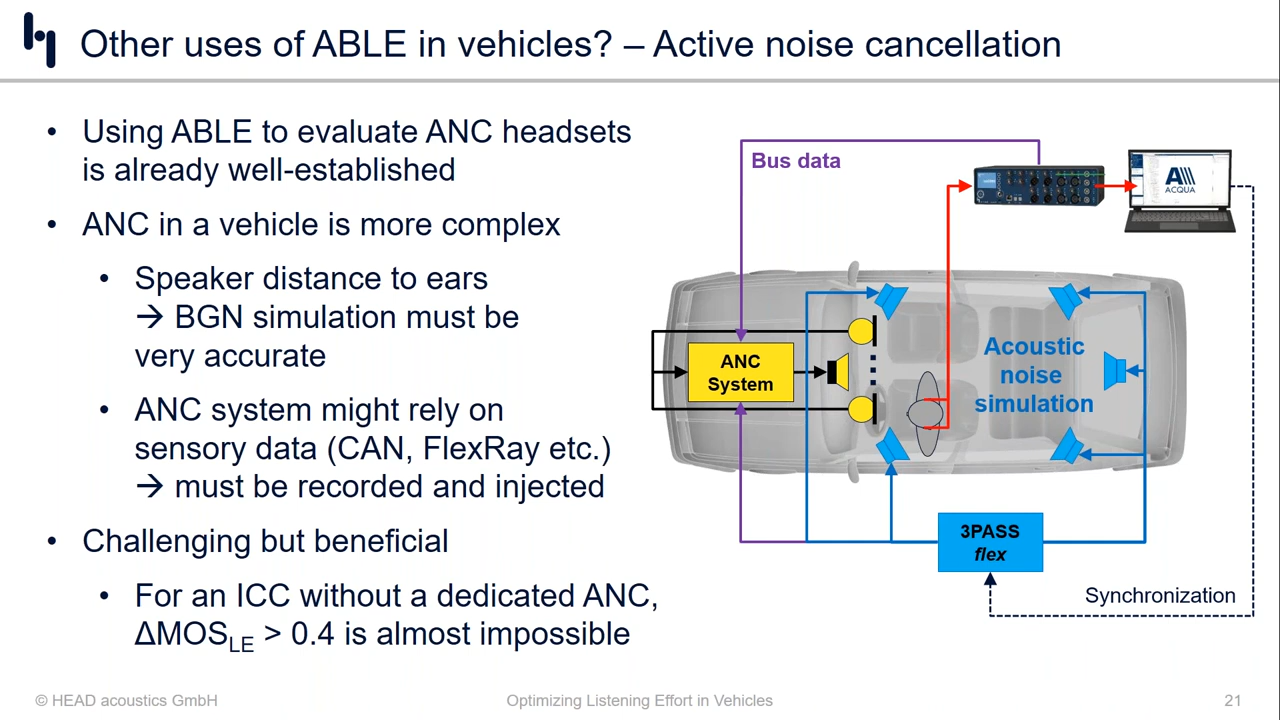 Other uses of ABLE in vehicles? – Active noise cancellation
• Using ABLE to evaluate ANC headsets
is already well-established
• ANC in a vehicle is more complex
• Speaker distance to ears
→ BGN simulation must be
very accurate
• ANC system might rely on
sensory data (CAN, FlexRay etc.)
→ must be recorded and injected
• Challenging but beneficial
• For an ICC without a dedicated ANC,
ΔMOS_LE > 0.4 is almost impossible
Bus data
ACQUA
ANC
System
Acoustic
noise
simulation
3PASS
flex
Synchronization
© HEAD acoustics GmbH
Optimizing Listening Effort in Vehicles
21